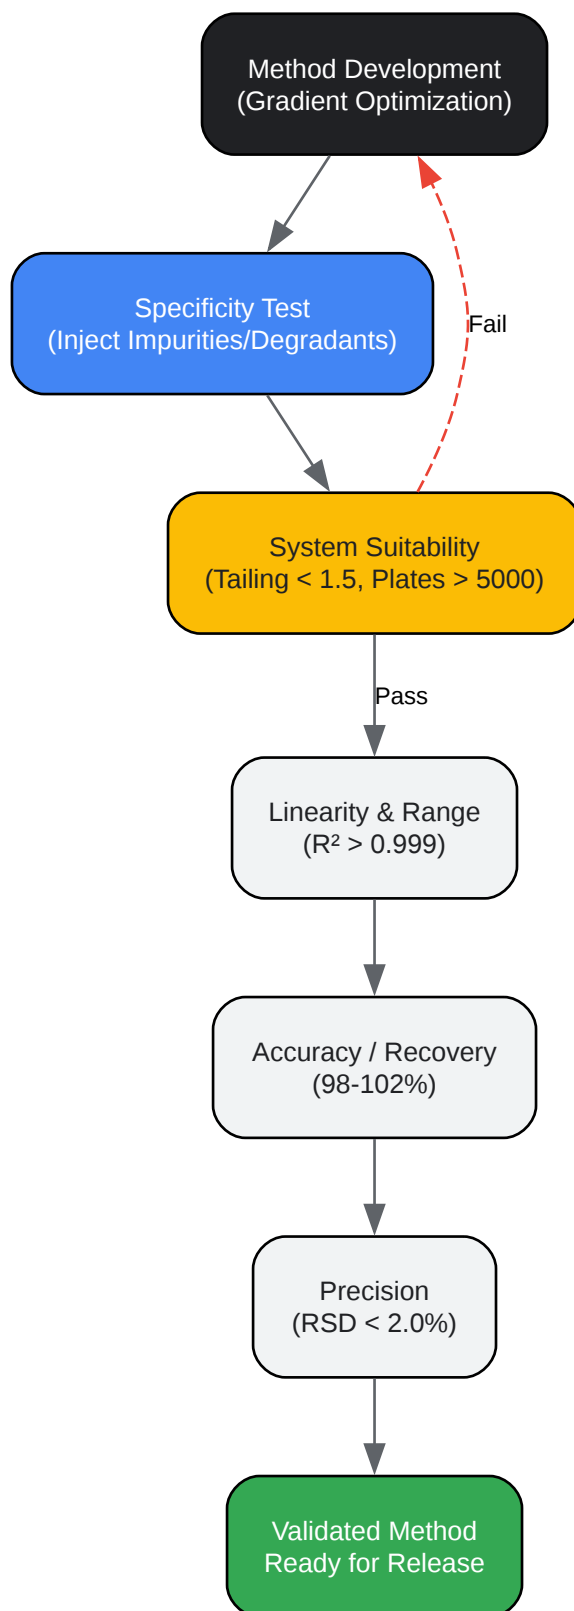 Method Development
(Gradient Optimization)
Specificity Test
(Inject Impurities/Degradants)
Fail
System Suitability
(Tailing < 1.5, Plates > 5000)
Pass
Linearity & Range
(R² > 0.999)
Accuracy / Recovery
(98-102%)
Precision
(RSD < 2.0%)
Validated Method
Ready for Release